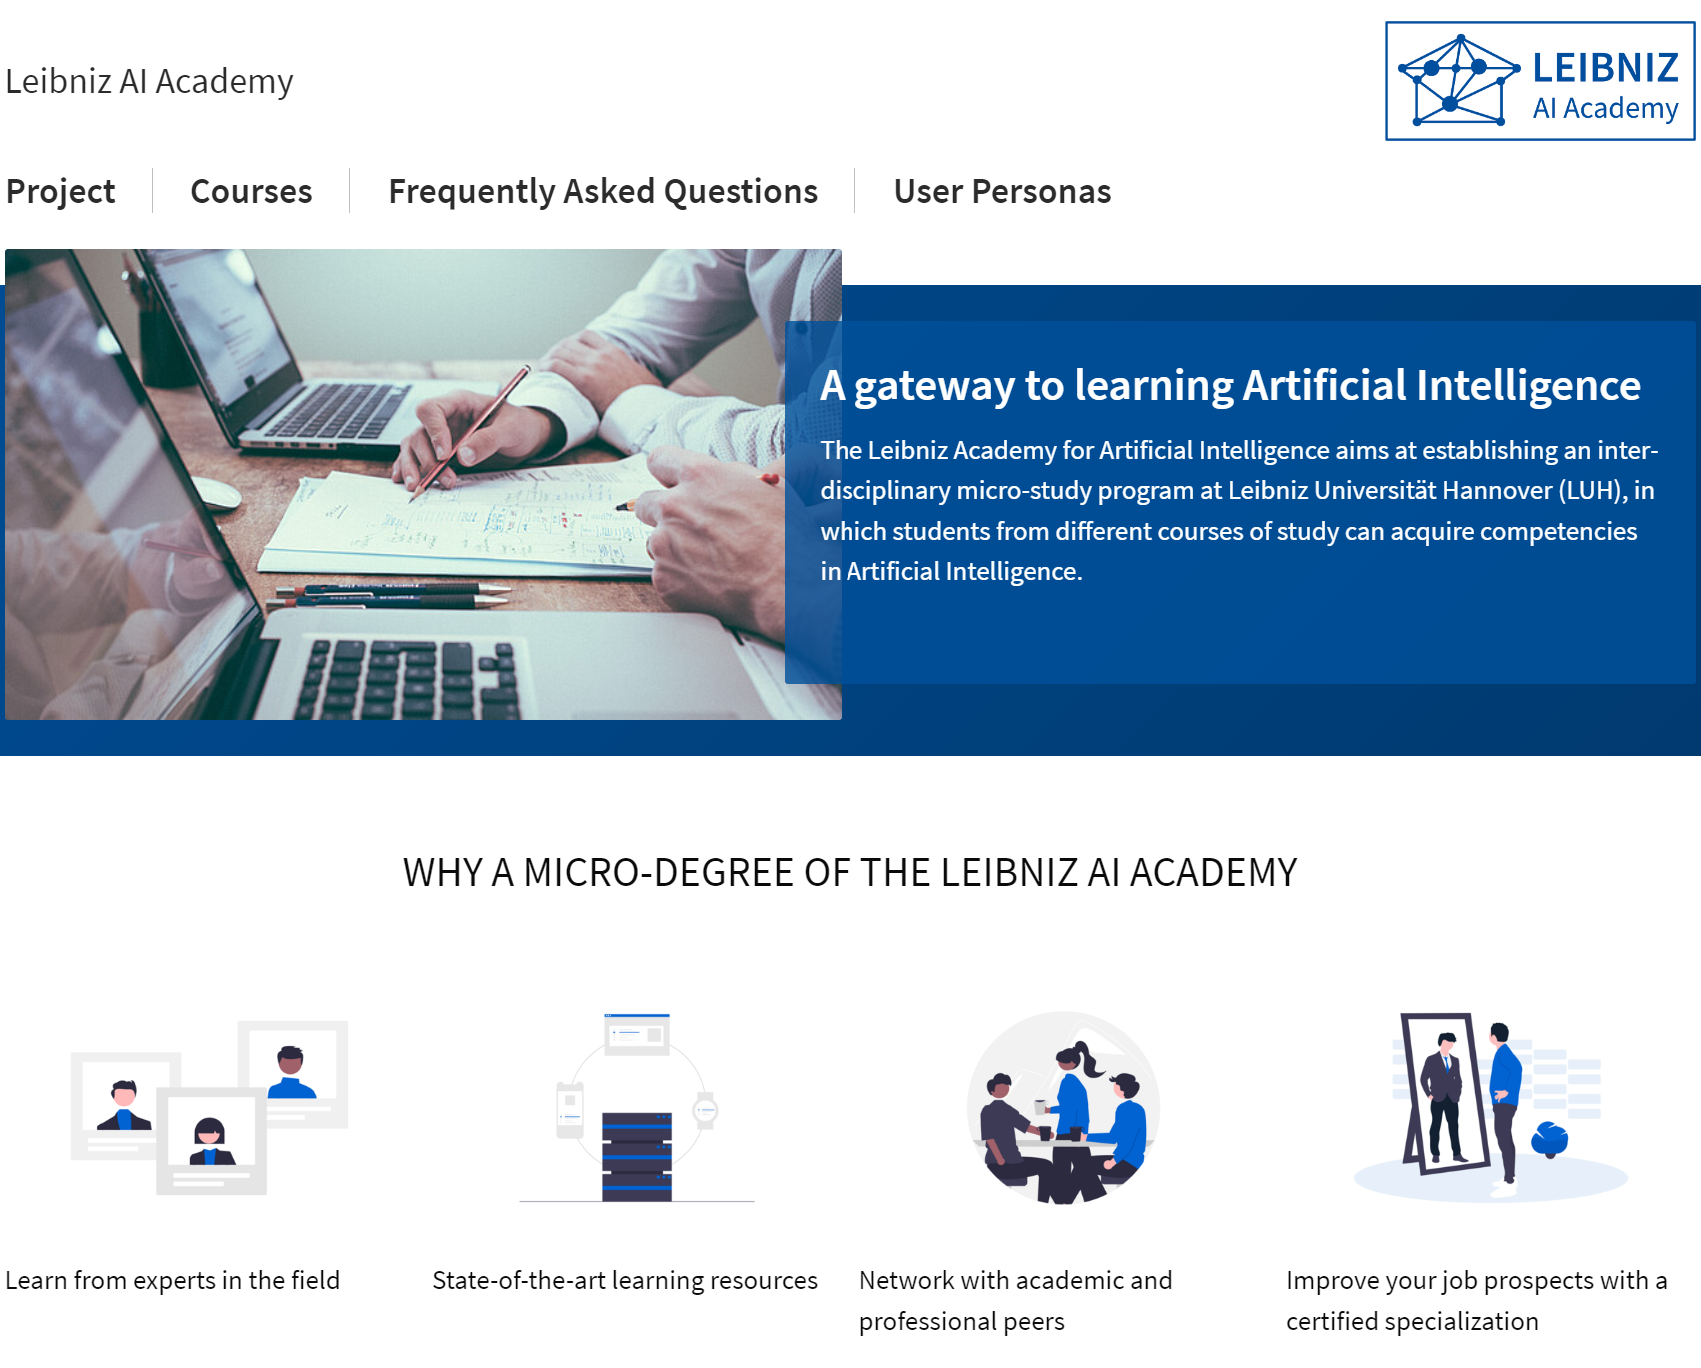 Leibniz AI Academy
LEIBNIZ
AI Academy
Project
Courses
Frequently Asked Questions
User Personas
A gateway to learning Artificial Intelligence
The Leibniz Academy for Artificial Intelligence aims at establishing an inter-
disciplinary micro-study program at Leibniz Universität Hannover (LUH), in
which students from different courses of study can acquire competencies
in Artificial Intelligence.
WHY A MICRO-DEGREE OF THE LEIBNIZ AI ACADEMY
Learn from experts in the field
State-of-the-art learning resources
Network with academic and
professional peers
Improve your job prospects with a
certified specialization